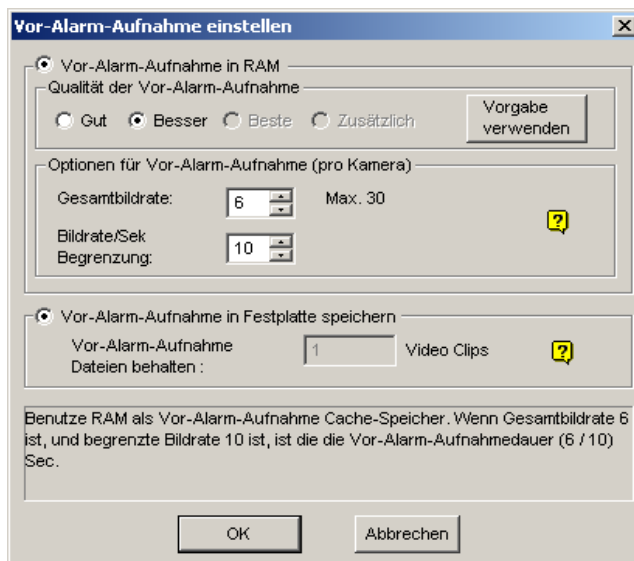 Vor-Alarm-Aufnahme einstellen
Vor-Alarm-Aufnahme in RAM
Qualität der Vor-Alarm-Aufnahme
Gut Besser Beste Zusätzlich
Vorgabe
verwenden
Optionen für Vor-Alarm-Aufnahme (pro Kamera)
Gesamtbildrate: 6 Max. 30
Bildrate/Sek
Begrenzung: 10
Vor-Alarm-Aufnahme in Festplatte speichern
Vor-Alarm-Aufnahme
Dateien behalten : 1 Video Clips
Benutze RAM als Vor-Alarm-Aufnahme Cache-Speicher. Wenn Gesamtbildrate 6
ist, und begrenzte Bildrate 10 ist, ist die die Vor-Alarm-Aufnahmedauer (6 / 10)
Sec.
OK Abbrechen